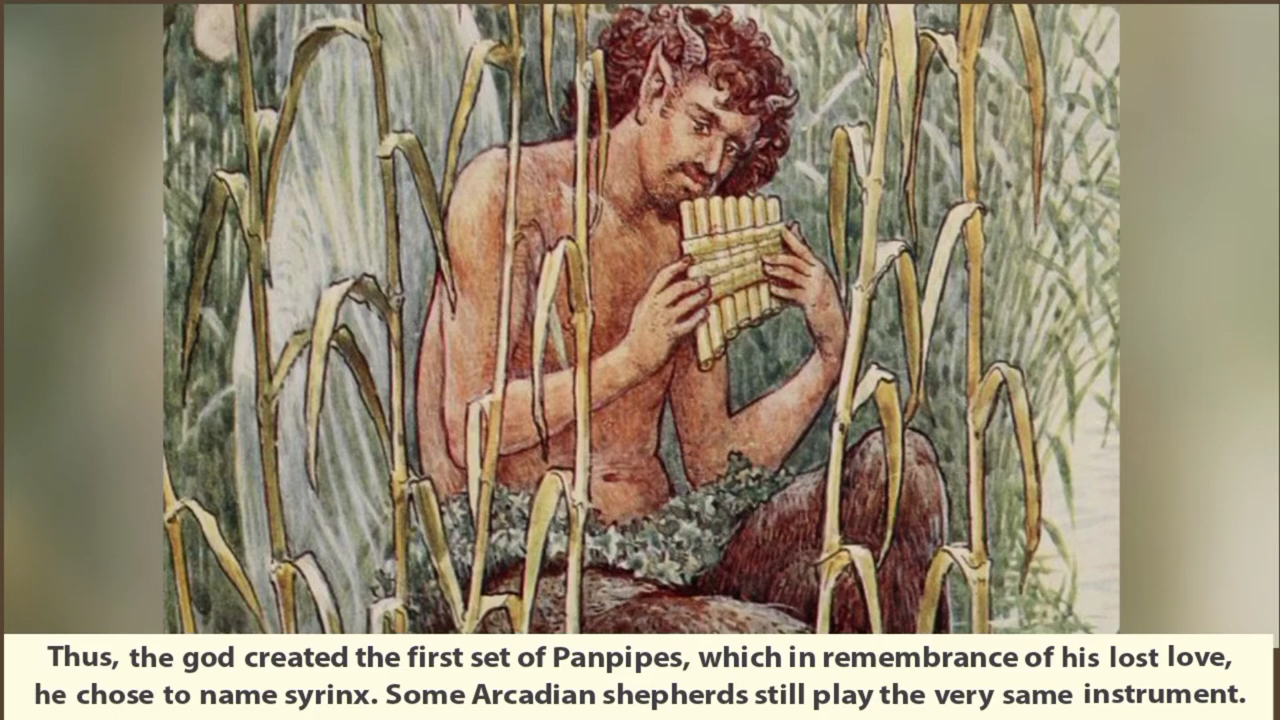 Thus, the god created the first set of Panpipes, which in remembrance of his lost love,
he chose to name syrinx. Some Arcadian shepherds still play the very same instrument.